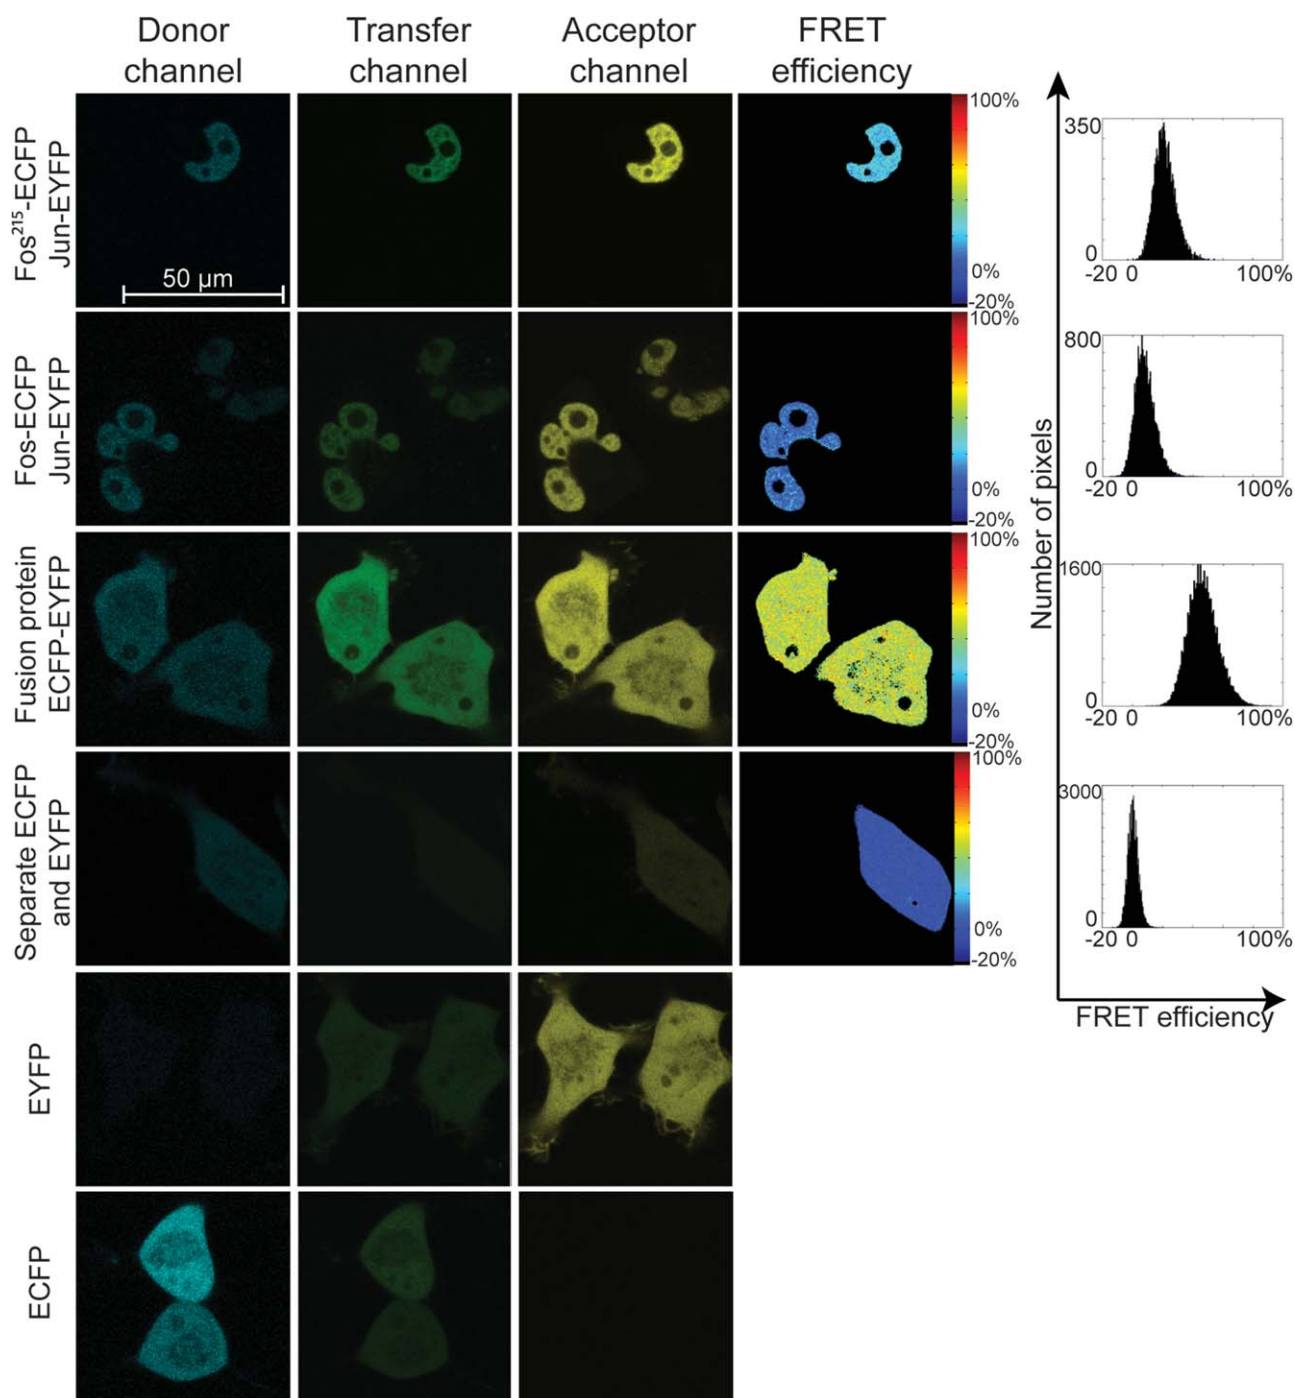 Donor
channel
Transfer
channel
Acceptor
channel
FRET
efficiency
Fos²¹⁵-ECFP
Jun-EYFP
50 µm
100%
0%
-20%
350
0
-20 0 100%
Fos-ECFP
Jun-EYFP
100%
0%
-20%
800
0
-20 0 100%
Fusion protein
ECFP-EYFP
100%
0%
-20%
1600
0
-20 0 100%
Separate ECFP
and EYFP
100%
0%
-20%
3000
0
-20 0 100%
Number of pixels
FRET efficiency
EYFP
ECFP